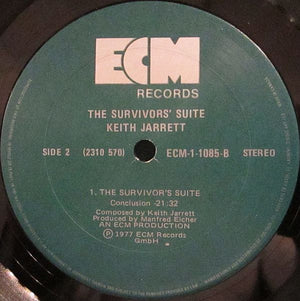 ECM
RECORDS
THE SURVIVORS' SUITE
KEITH JARRETT
SIDE 2 (2310 570) ECM-1-1085-B STEREO
1. THE SURVIVOR'S SUITE
Conclusion -21:32
Composed by Keith Jarrett
Produced by Manfred Eicher
AN ECM PRODUCTION
Ⓟ 1977 ECM Records
GmbH